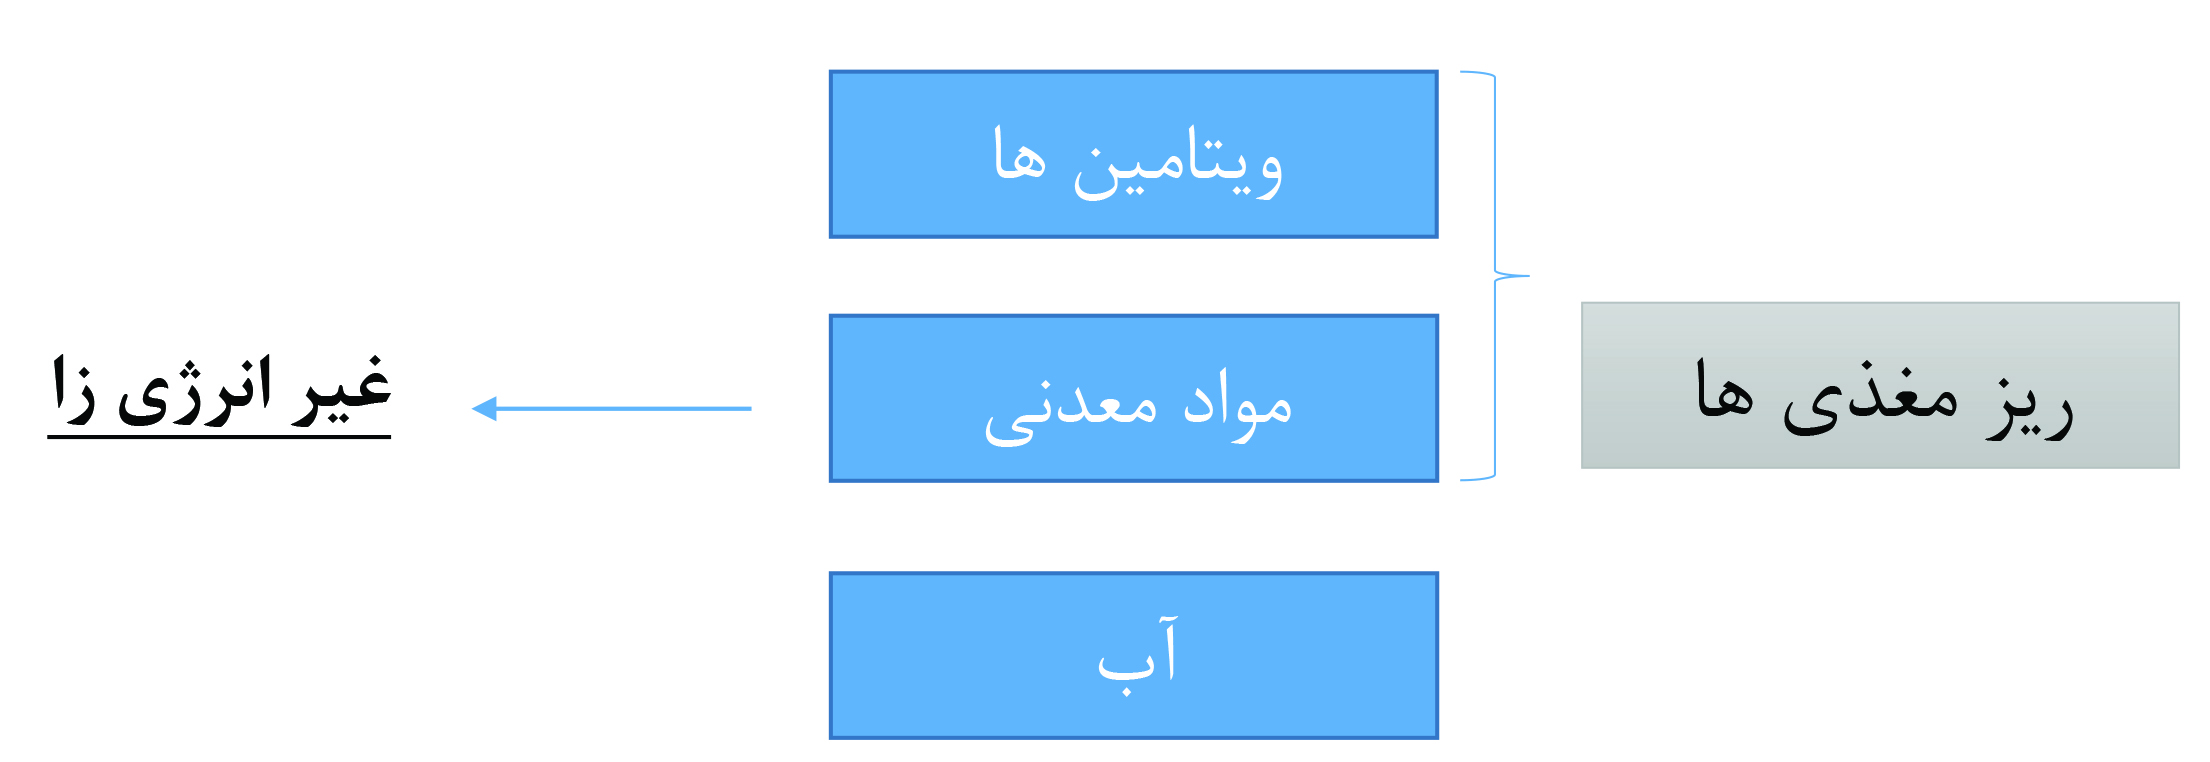 ویتامین ها
ریز مغذی ها
مواد معدنی
غیر انرژی زا
آب